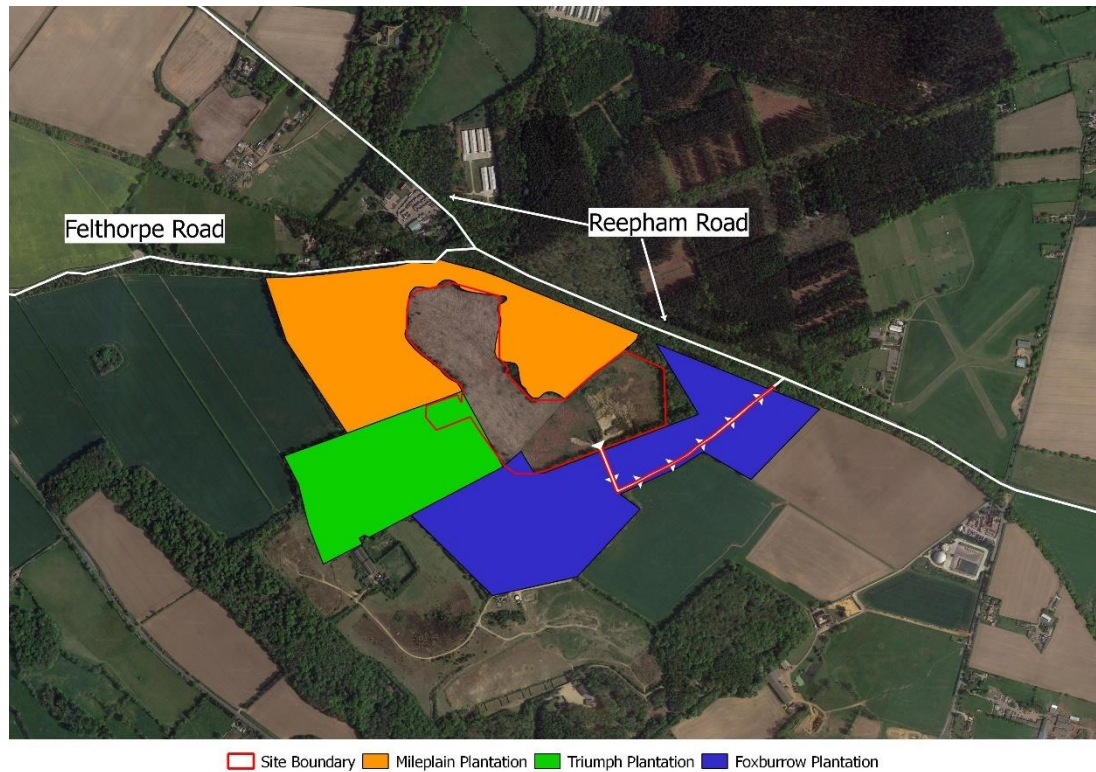 Felthorpe Road
Reepham Road
Site Boundary Mileplain Plantation Triumph Plantation Foxburrow Plantation